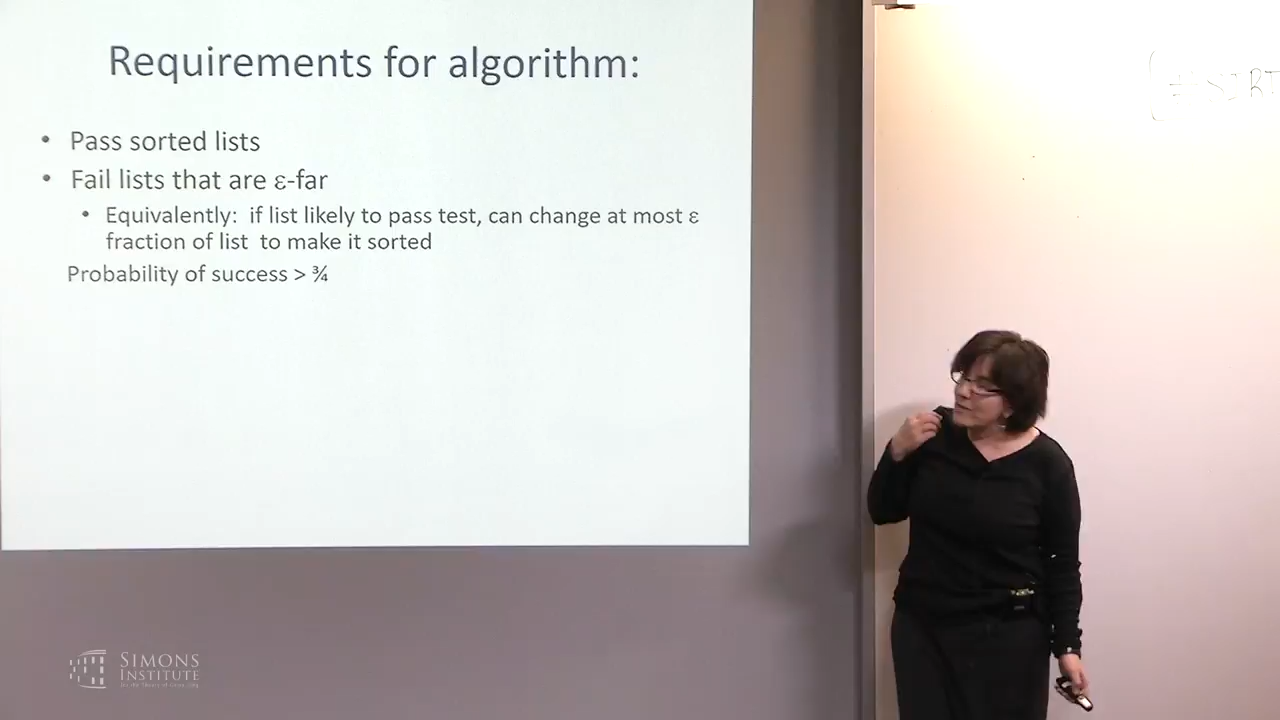 Requirements for algorithm:
• Pass sorted lists
• Fail lists that are ε-far
• Equivantly: if list likely to pass test, can change at most ε
fraction of list to make it sorted
Probability of success > ¾
SIMONS
INSTITUTE